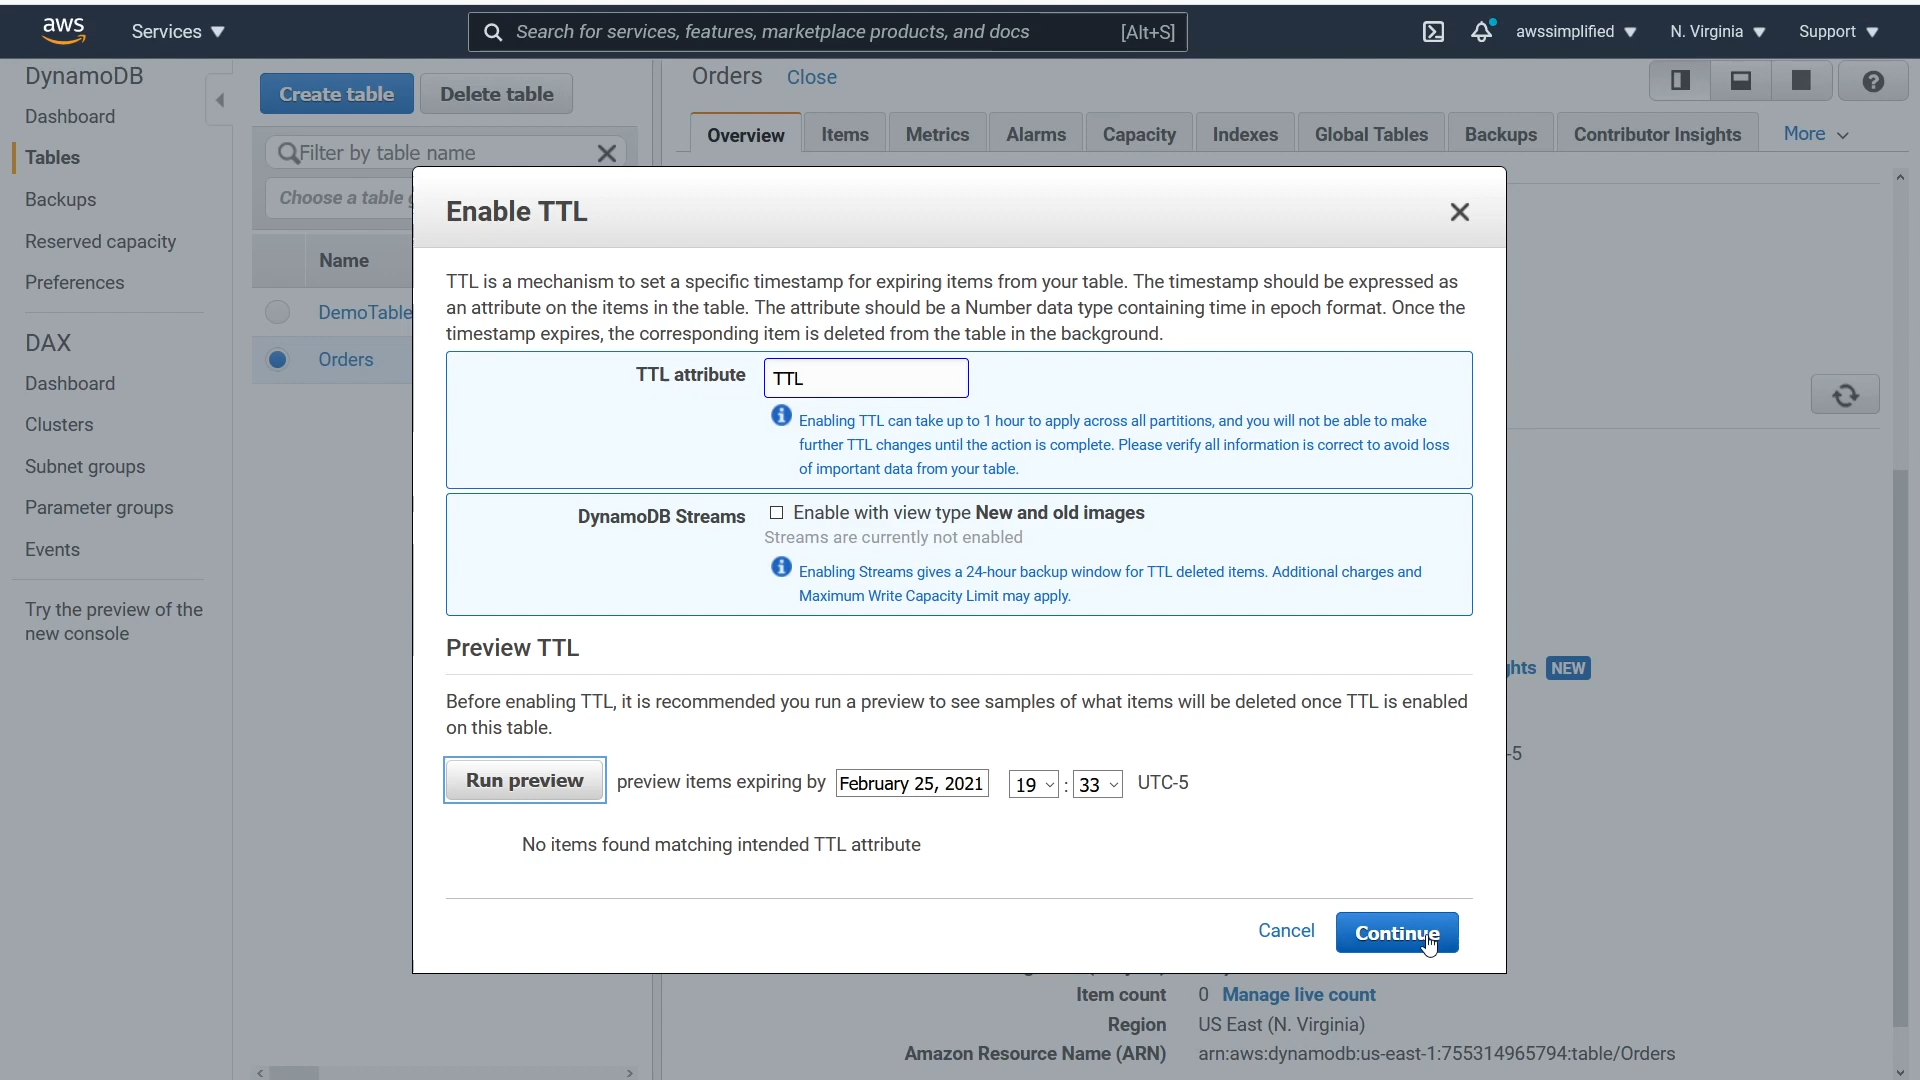 aws
Services
Search for services, features, marketplace products, and docs
[Alt+S]
awssimplified
N. Virginia
Support
DynamoDB
Dashboard
Tables
Backups
Reserved capacity
Preferences
DAX
Dashboard
Clusters
Subnet groups
Parameter groups
Events
Try the preview of the
new console
Create table
Delete table
Filter by table name
Choose a table
Name
DemoTable
Orders
Orders
Close
Overview
Items
Metrics
Alarms
Capacity
Indexes
Global Tables
Backups
Contributor Insights
More
Enable TTL
TTL is a mechanism to set a specific timestamp for expiring items from your table. The timestamp should be expressed as
an attribute on the items in the table. The attribute should be a Number data type containing time in epoch format. Once the
timestamp expires, the corresponding item is deleted from the table in the background.
TTL attribute
TTL
Enabling TTL can take up to 1 hour to apply across all partitions, and you will not be able to make
further TTL changes until the action is complete. Please verify all information is correct to avoid loss
of important data from your table.
DynamoDB Streams
Enable with view type New and old images
Streams are currently not enabled
Enabling Streams gives a 24-hour backup window for TTL deleted items. Additional charges and
Maximum Write Capacity Limit may apply.
Preview TTL
Before enabling TTL, it is recommended you run a preview to see samples of what items will be deleted once TTL is enabled
on this table.
Run preview
preview items expiring by February 25, 2021 19 : 33 UTC-5
No items found matching intended TTL attribute
Cancel
Continue
NEW
-5
Item count 0 Manage live count
Region US East (N. Virginia)
Amazon Resource Name (ARN) arn:aws:dynamodb:us-east-1:755314965794:table/Orders